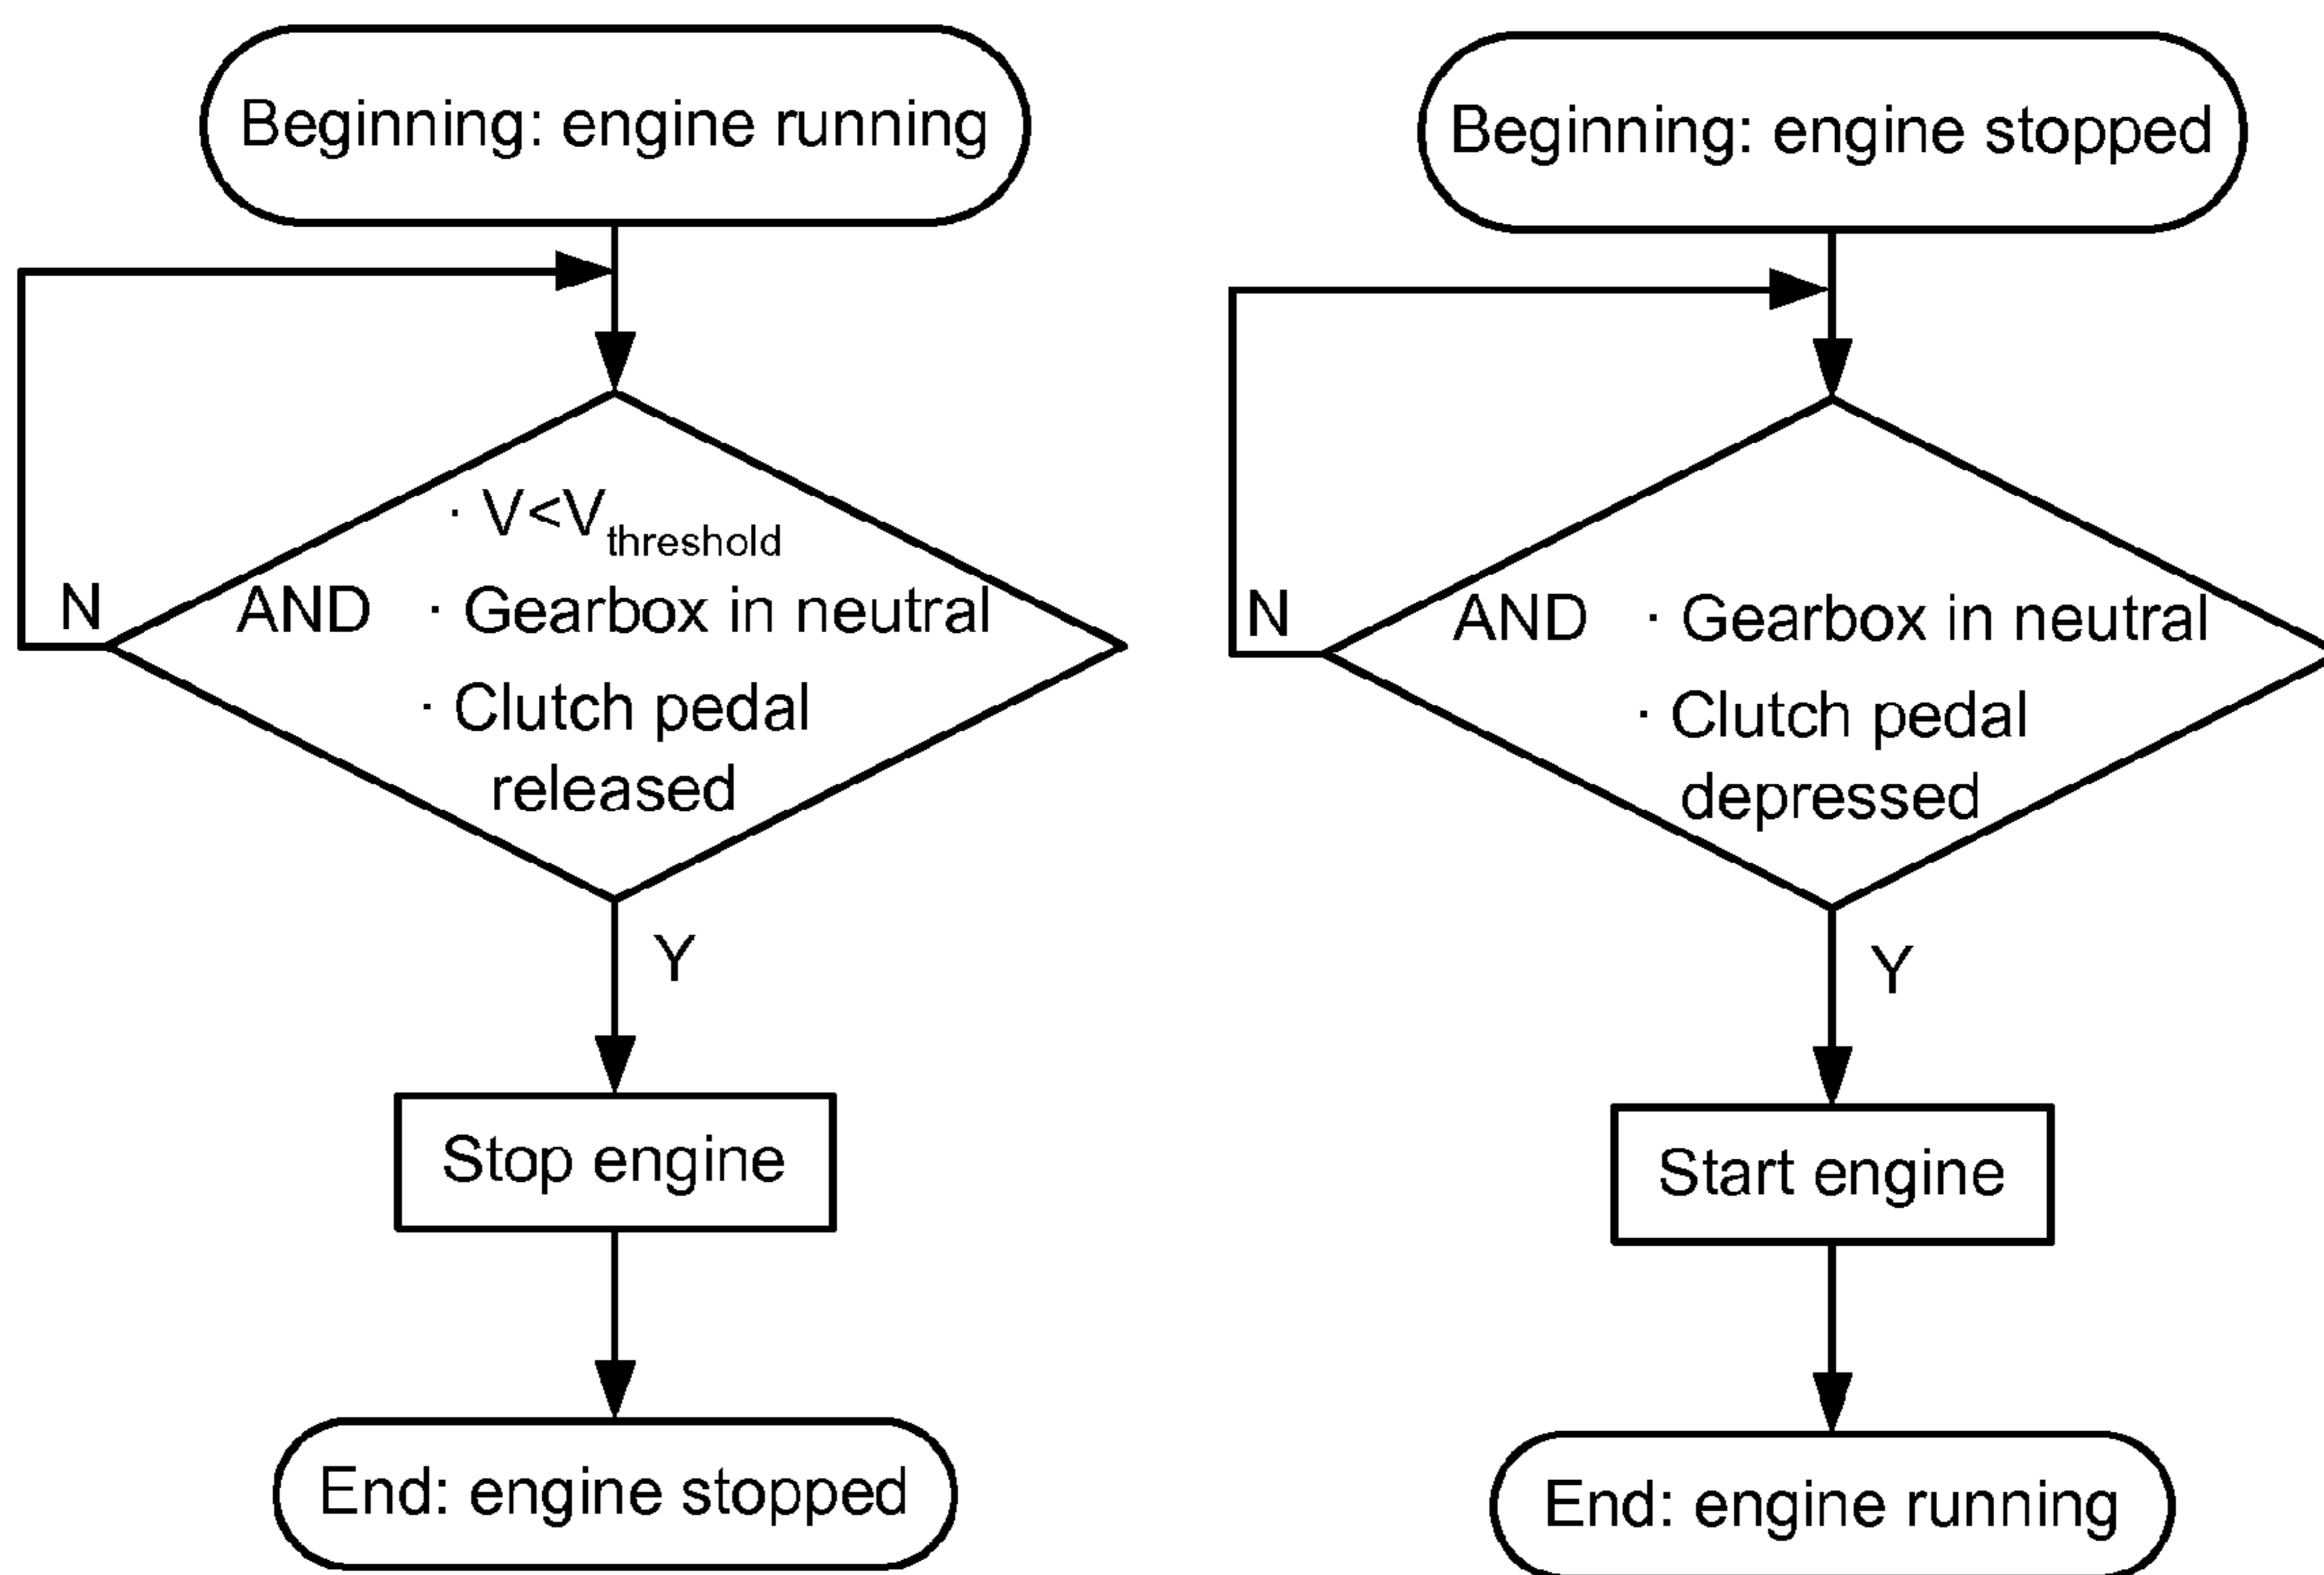 Beginning: engine running
· V<Vthreshold
N
AND · Gearbox in neutral
· Clutch pedal
released
Y
Stop engine
End: engine stopped
Beginning: engine stopped
N
AND · Gearbox in neutral
· Clutch pedal
depressed
Y
Start engine
End: engine running